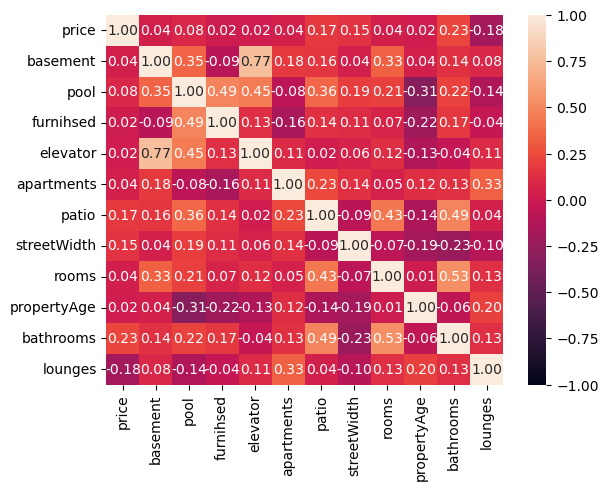 price 1.00 0.04 0.08 0.02 0.02 0.04 0.17 0.15 0.04 0.02 0.23 -0.18
basement 0.04 1.00 0.35 -0.09 0.77 0.18 0.16 0.04 0.33 0.04 0.14 0.08
pool 0.08 0.35 1.00 0.49 0.45 -0.08 0.36 0.19 0.21 -0.31 0.22 -0.14
furnihsed 0.02 -0.09 0.49 1.00 0.13 -0.16 0.14 0.11 0.07 -0.22 0.17 -0.04
elevator 0.02 0.77 0.45 0.13 1.00 0.11 0.02 0.06 0.12 -0.13 -0.04 0.11
apartments 0.04 0.18 -0.08 -0.16 0.11 1.00 0.23 0.14 0.05 0.12 0.13 0.33
patio 0.17 0.16 0.36 0.14 0.02 0.23 1.00 -0.09 0.43 -0.14 0.49 0.04
streetWidth 0.15 0.04 0.19 0.11 0.06 0.14 -0.09 1.00 -0.07 -0.19 -0.23 -0.10
rooms 0.04 0.33 0.21 0.07 0.12 0.05 0.43 -0.07 1.00 0.01 0.53 0.13
propertyAge 0.02 0.04 -0.31 -0.22 -0.13 0.12 -0.14 -0.19 0.01 1.00 -0.06 0.20
bathrooms 0.23 0.14 0.22 0.17 -0.04 0.13 0.49 -0.23 0.53 -0.06 1.00 0.13
lounges -0.18 0.08 -0.14 -0.04 0.11 0.33 0.04 -0.10 0.13 0.20 0.13 1.00
price
basement
pool
furnihsed
elevator
apartments
patio
streetWidth
rooms
propertyAge
bathrooms
lounges
1.00
0.75
0.50
0.25
0.00
−0.25
−0.50
−0.75
−1.00